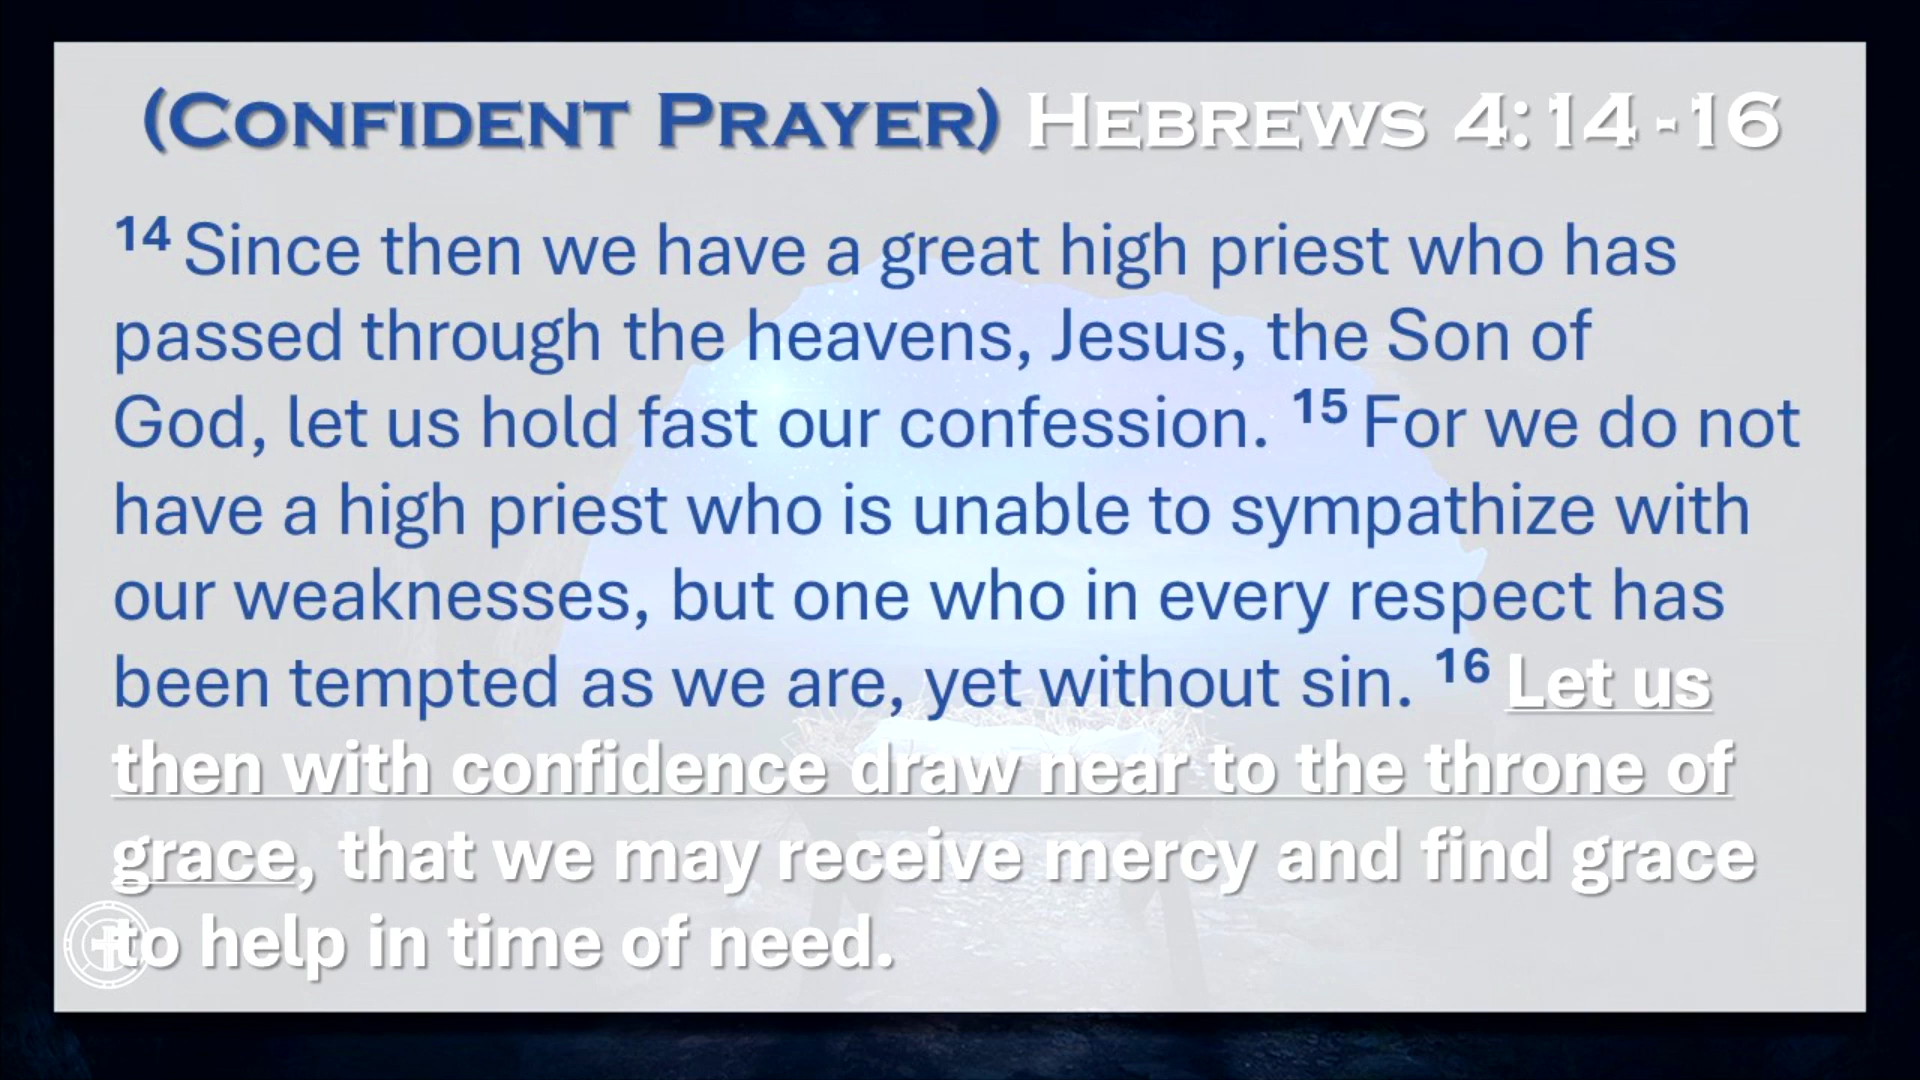 (Confident Prayer) Hebrews 4:14-16
14 Since then we have a great high priest who has
passed through the heavens, Jesus, the Son of
God, let us hold fast our confession. 15 For we do not
have a high priest who is unable to sympathize with
our weaknesses, but one who in every respect has
been tempted as we are, yet without sin. 16 Let us
then with confidence draw near to the throne of
grace, that we may receive mercy and find grace
to help in time of need.